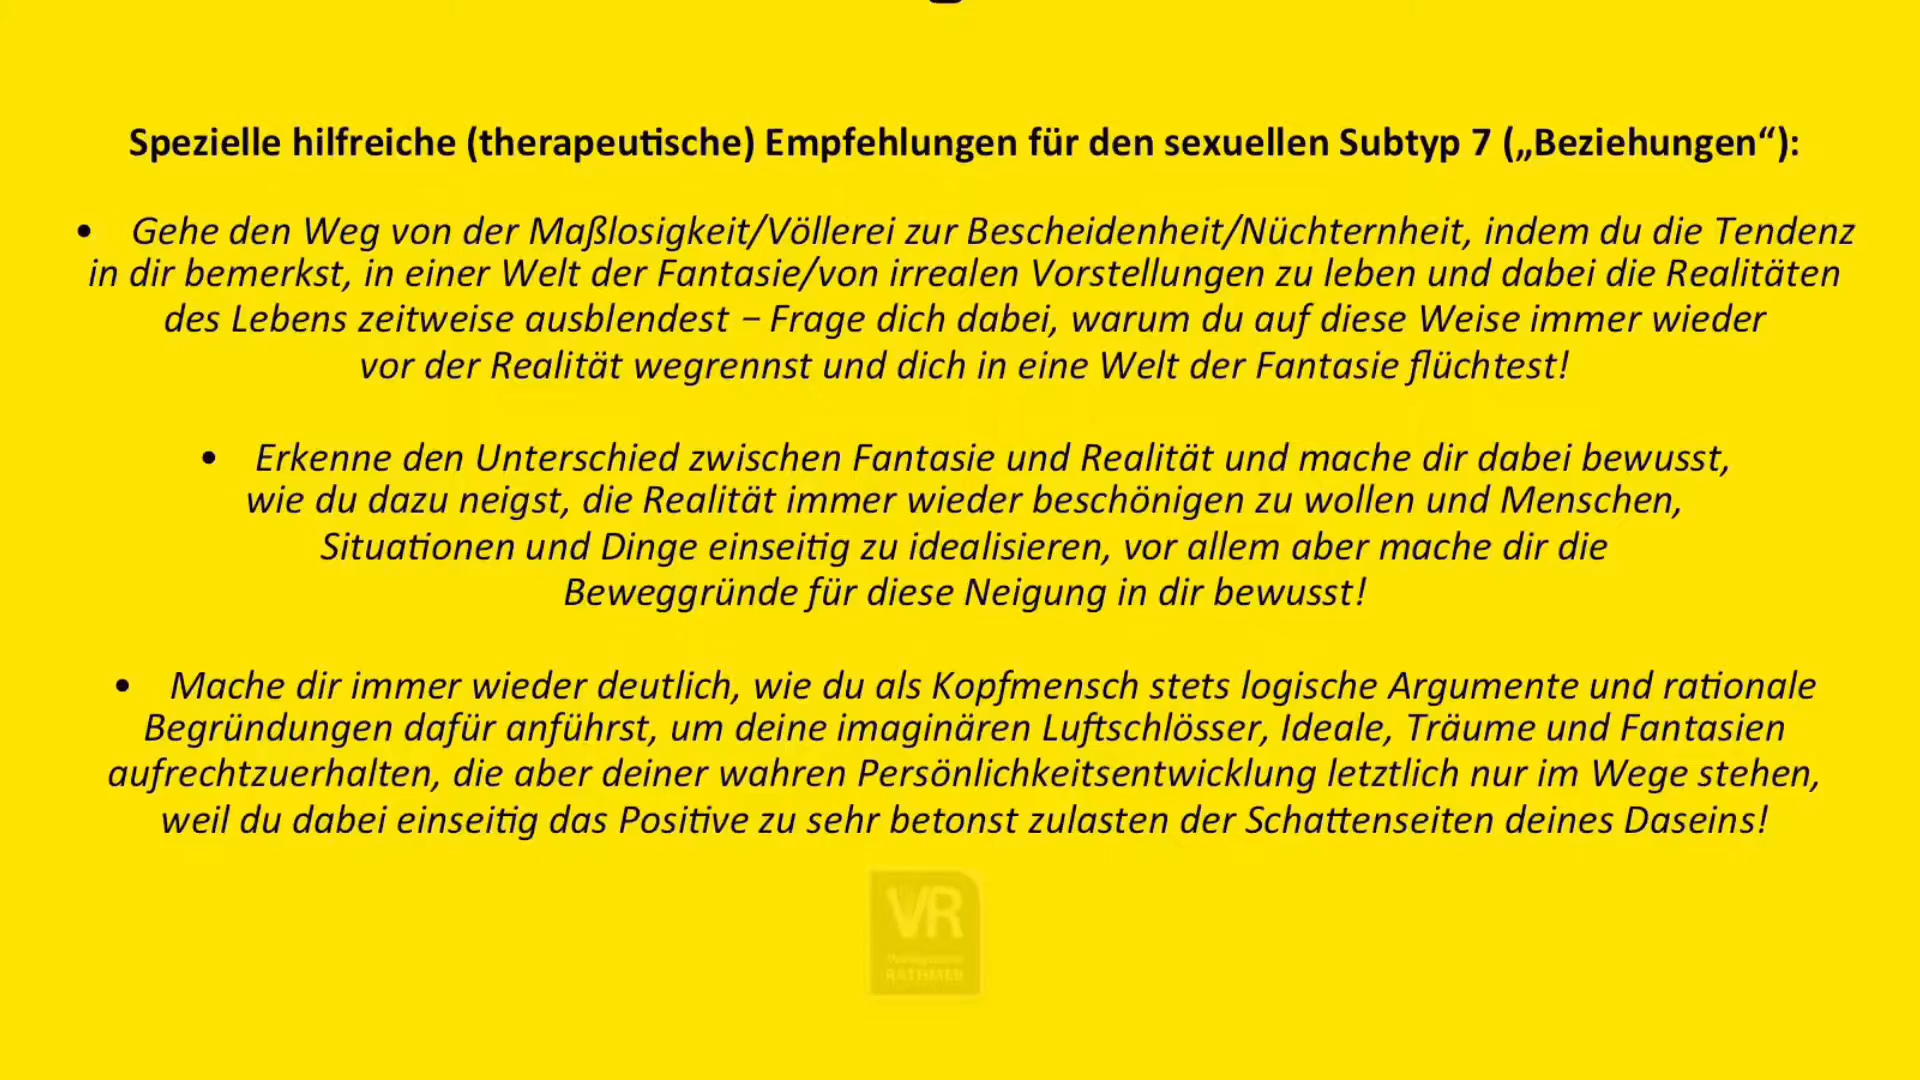 Spezielle hilfreiche (therapeutische) Empfehlungen für den sexuellen Subtyp 7 („Beziehungen“):
• Gehe den Weg von der Maßlosigkeit/Völlerei zur Bescheidenheit/Nüchternheit, indem du die Tendenz
in dir bemerkst, in einer Welt der Fantasie/von irrealen Vorstellungen zu leben und dabei die Realitäten
des Lebens zeitweise ausblendest – Frage dich dabei, warum du auf diese Weise immer wieder
vor der Realität wegrennst und dich in eine Welt der Fantasie flüchtest!
• Erkenne den Unterschied zwischen Fantasie und Realität und mache dir dabei bewusst,
wie du dazu neigst, die Realität immer wieder beschönigen zu wollen und Menschen,
Situationen und Dinge einseitig zu idealisieren, vor allem aber mache dir die
Beweggründe für diese Neigung in dir bewusst!
• Mache dir immer wieder deutlich, wie du als Kopfmensch stets logische Argumente und rationale
Begründungen dafür anführst, um deine imaginären Luftschlösser, Ideale, Träume und Fantasien
aufrechtzuerhalten, die aber deiner wahren Persönlichkeitsentwicklung letztlich nur im Wege stehen,
weil du dabei einseitig das Positive zu sehr betonst zulasten der Schattenseiten deines Daseins!
VR